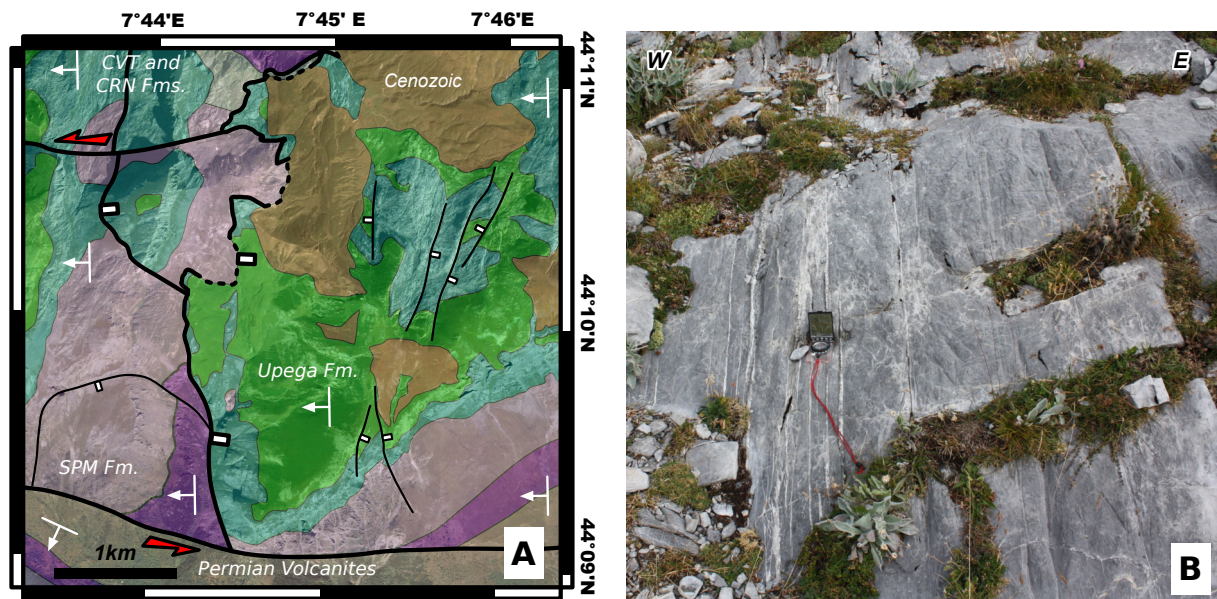 7°44'E
7°45' E
7°46'E
CVT and
CRN Fms.
Cenozoic
44°11'N
44°10'N
Upega Fm.
SPM Fm.
44°09'N
1km
Permian Volcanites
A
W
E
B